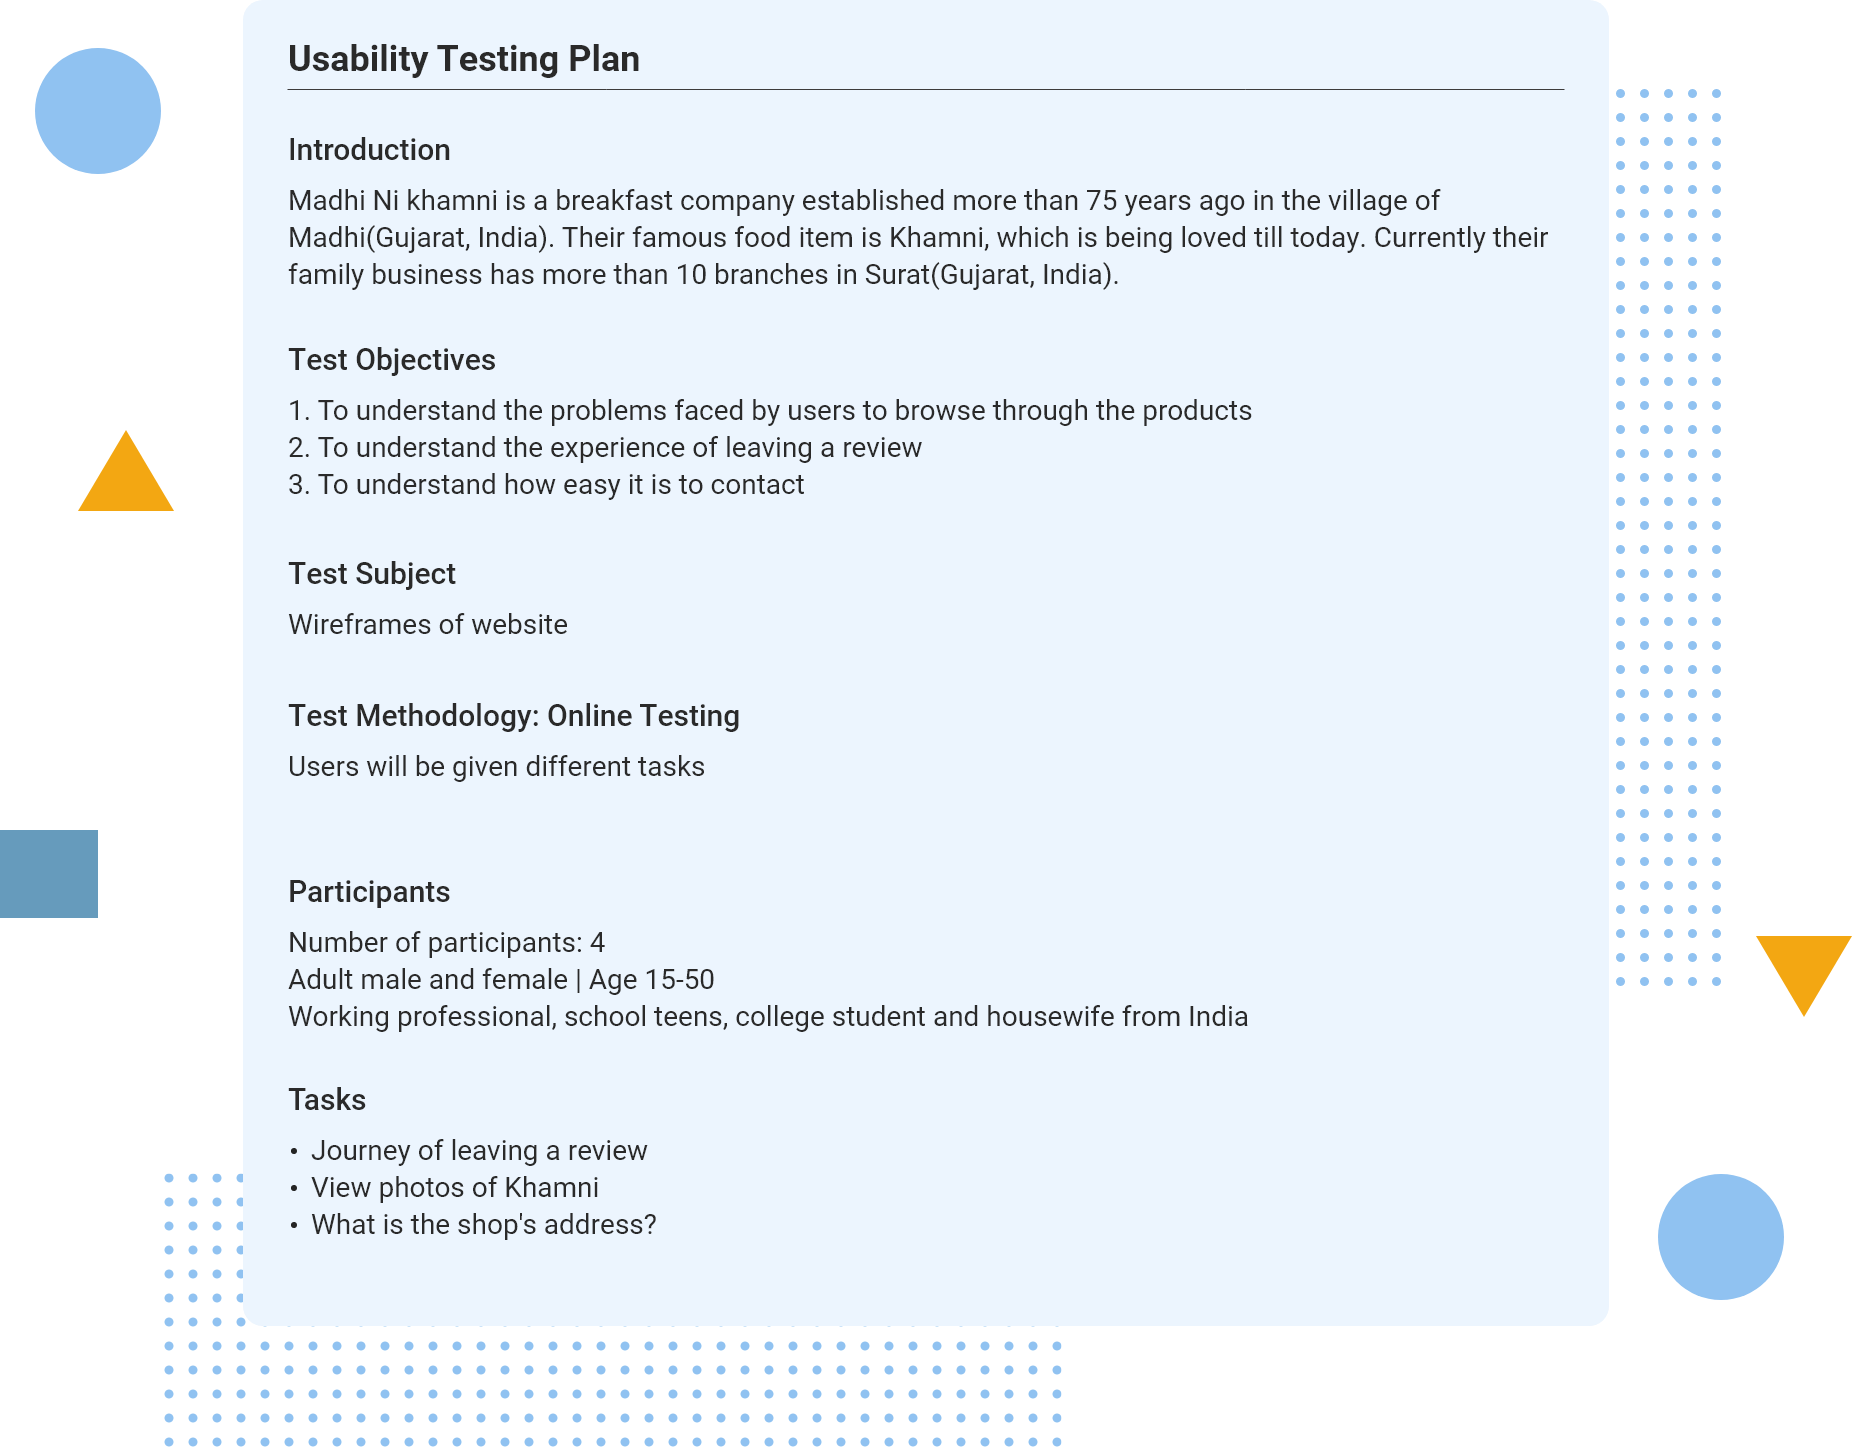 Usability Testing Plan
Introduction
Madhi Ni khamni is a breakfast company established more than 75 years ago in the village of
Madhi(Gujarat, India). Their famous food item is Khamni, which is being loved till today. Currently their
family business has more than 10 branches in Surat(Gujarat, India).
Test Objectives
1. To understand the problems faced by users to browse through the products
2. To understand the experience of leaving a review
3. To understand how easy it is to contact
Test Subject
Wireframes of website
Test Methodology: Online Testing
Users will be given different tasks
Participants
Number of participants: 4
Adult male and female | Age 15-50
Working professional, school teens, college student and housewife from India
Tasks
• Journey of leaving a review
• View photos of Khamni
• What is the shop's address?